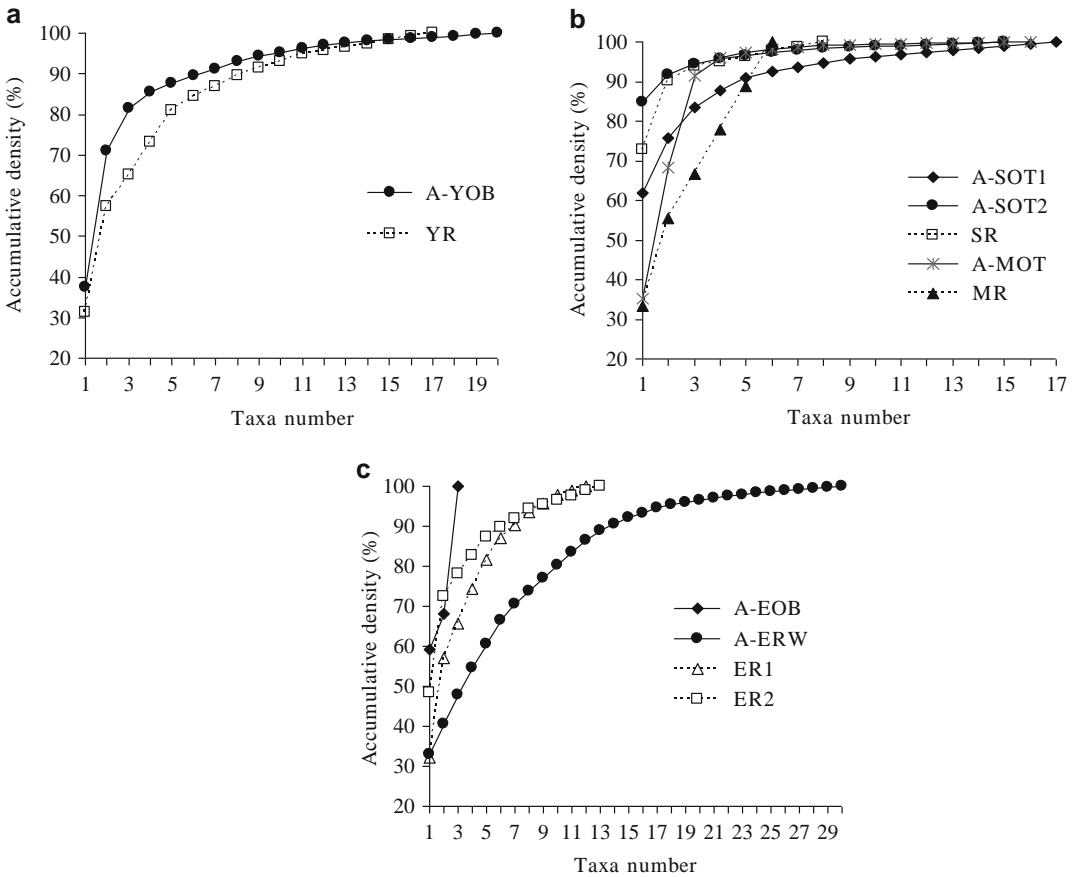 a
Accumulative density (%)
100
90
80
70
60
50
40
30
20
1 3 5 7 9 11 13 15 17 19
Taxa number
A-YOB
YR
b
Accumulative density (%)
100
90
80
70
60
50
40
30
20
1 3 5 7 9 11 13 15 17
Taxa number
A-SOT1
A-SOT2
SR
A-MOT
MR
c
Accumulative density (%)
100
90
80
70
60
50
40
30
20
1 3 5 7 9 11 13 15 17 19 21 23 25 27 29
Taxa number
A-EOB
A-ERW
ER1
ER2